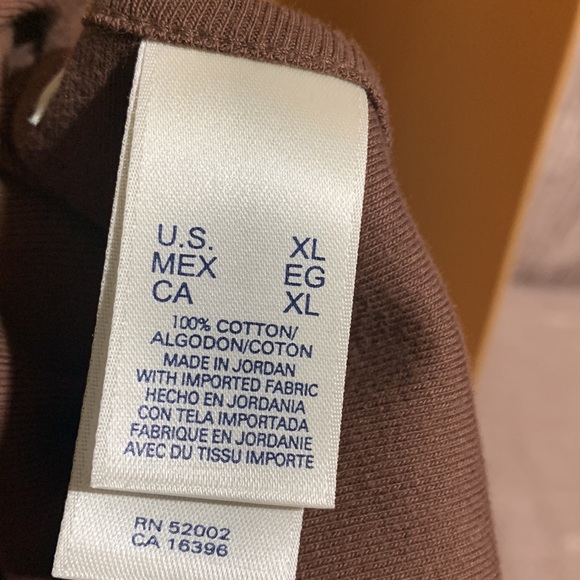 U.S. XL
MEX EG
CA XL
100% COTTON/
ALGODON/COTON
MADE IN JORDAN
WITH IMPORTED FABRIC
HECHO EN JORDANIA
CON TELA IMPORTADA
FABRIQUE EN JORDANIE
AVEC DU TISSU IMPORTE
RN 52002
CA 16396